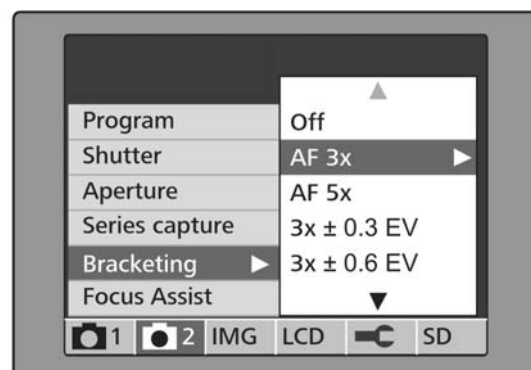 Program
Shutter
Aperture
Series capture
Bracketing
Focus Assist
Off
AF 3x
AF 5x
3x ± 0.3 EV
3x ± 0.6 EV
1 2 IMG LCD SD